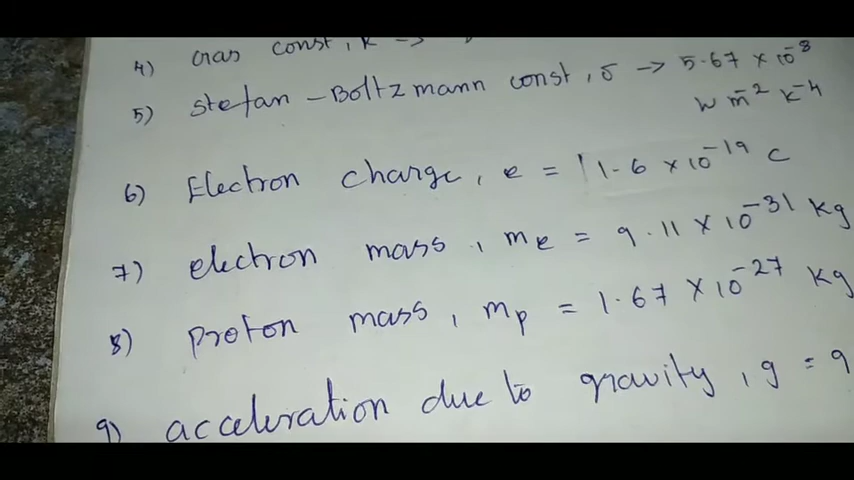 4) Gas const, R →
5) Stefan-Boltzmann const, σ → 5.67 × 10⁻⁸
W m⁻² K⁻⁴
6) Electron charge, e = 1.6 × 10⁻¹⁹ C
7) electron mass, mₑ = 9.11 × 10⁻³¹ kg
8) Proton mass, mₚ = 1.67 × 10⁻²⁷ kg
9) acceleration due to gravity, g = 9